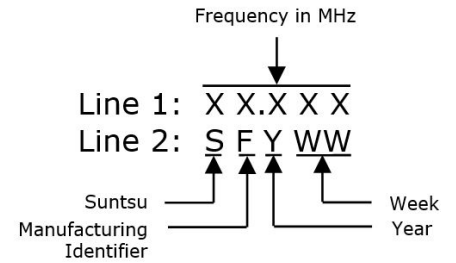 Frequency in MHz
Line 1: X X.X X X
Line 2: S F Y WW
Suntsu
Week
Manufacturing
Identifier
Year